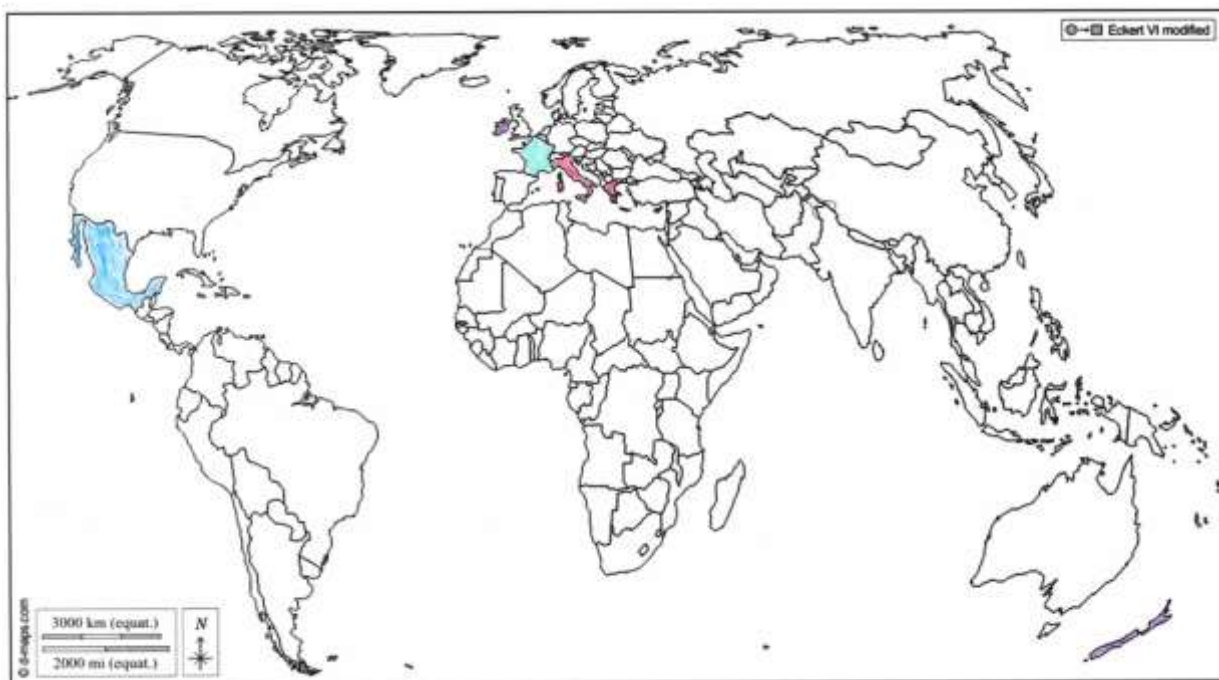 Eckert VI modified
3000 km (equat.)
2000 mi (equat.)
N
© d-maps.com